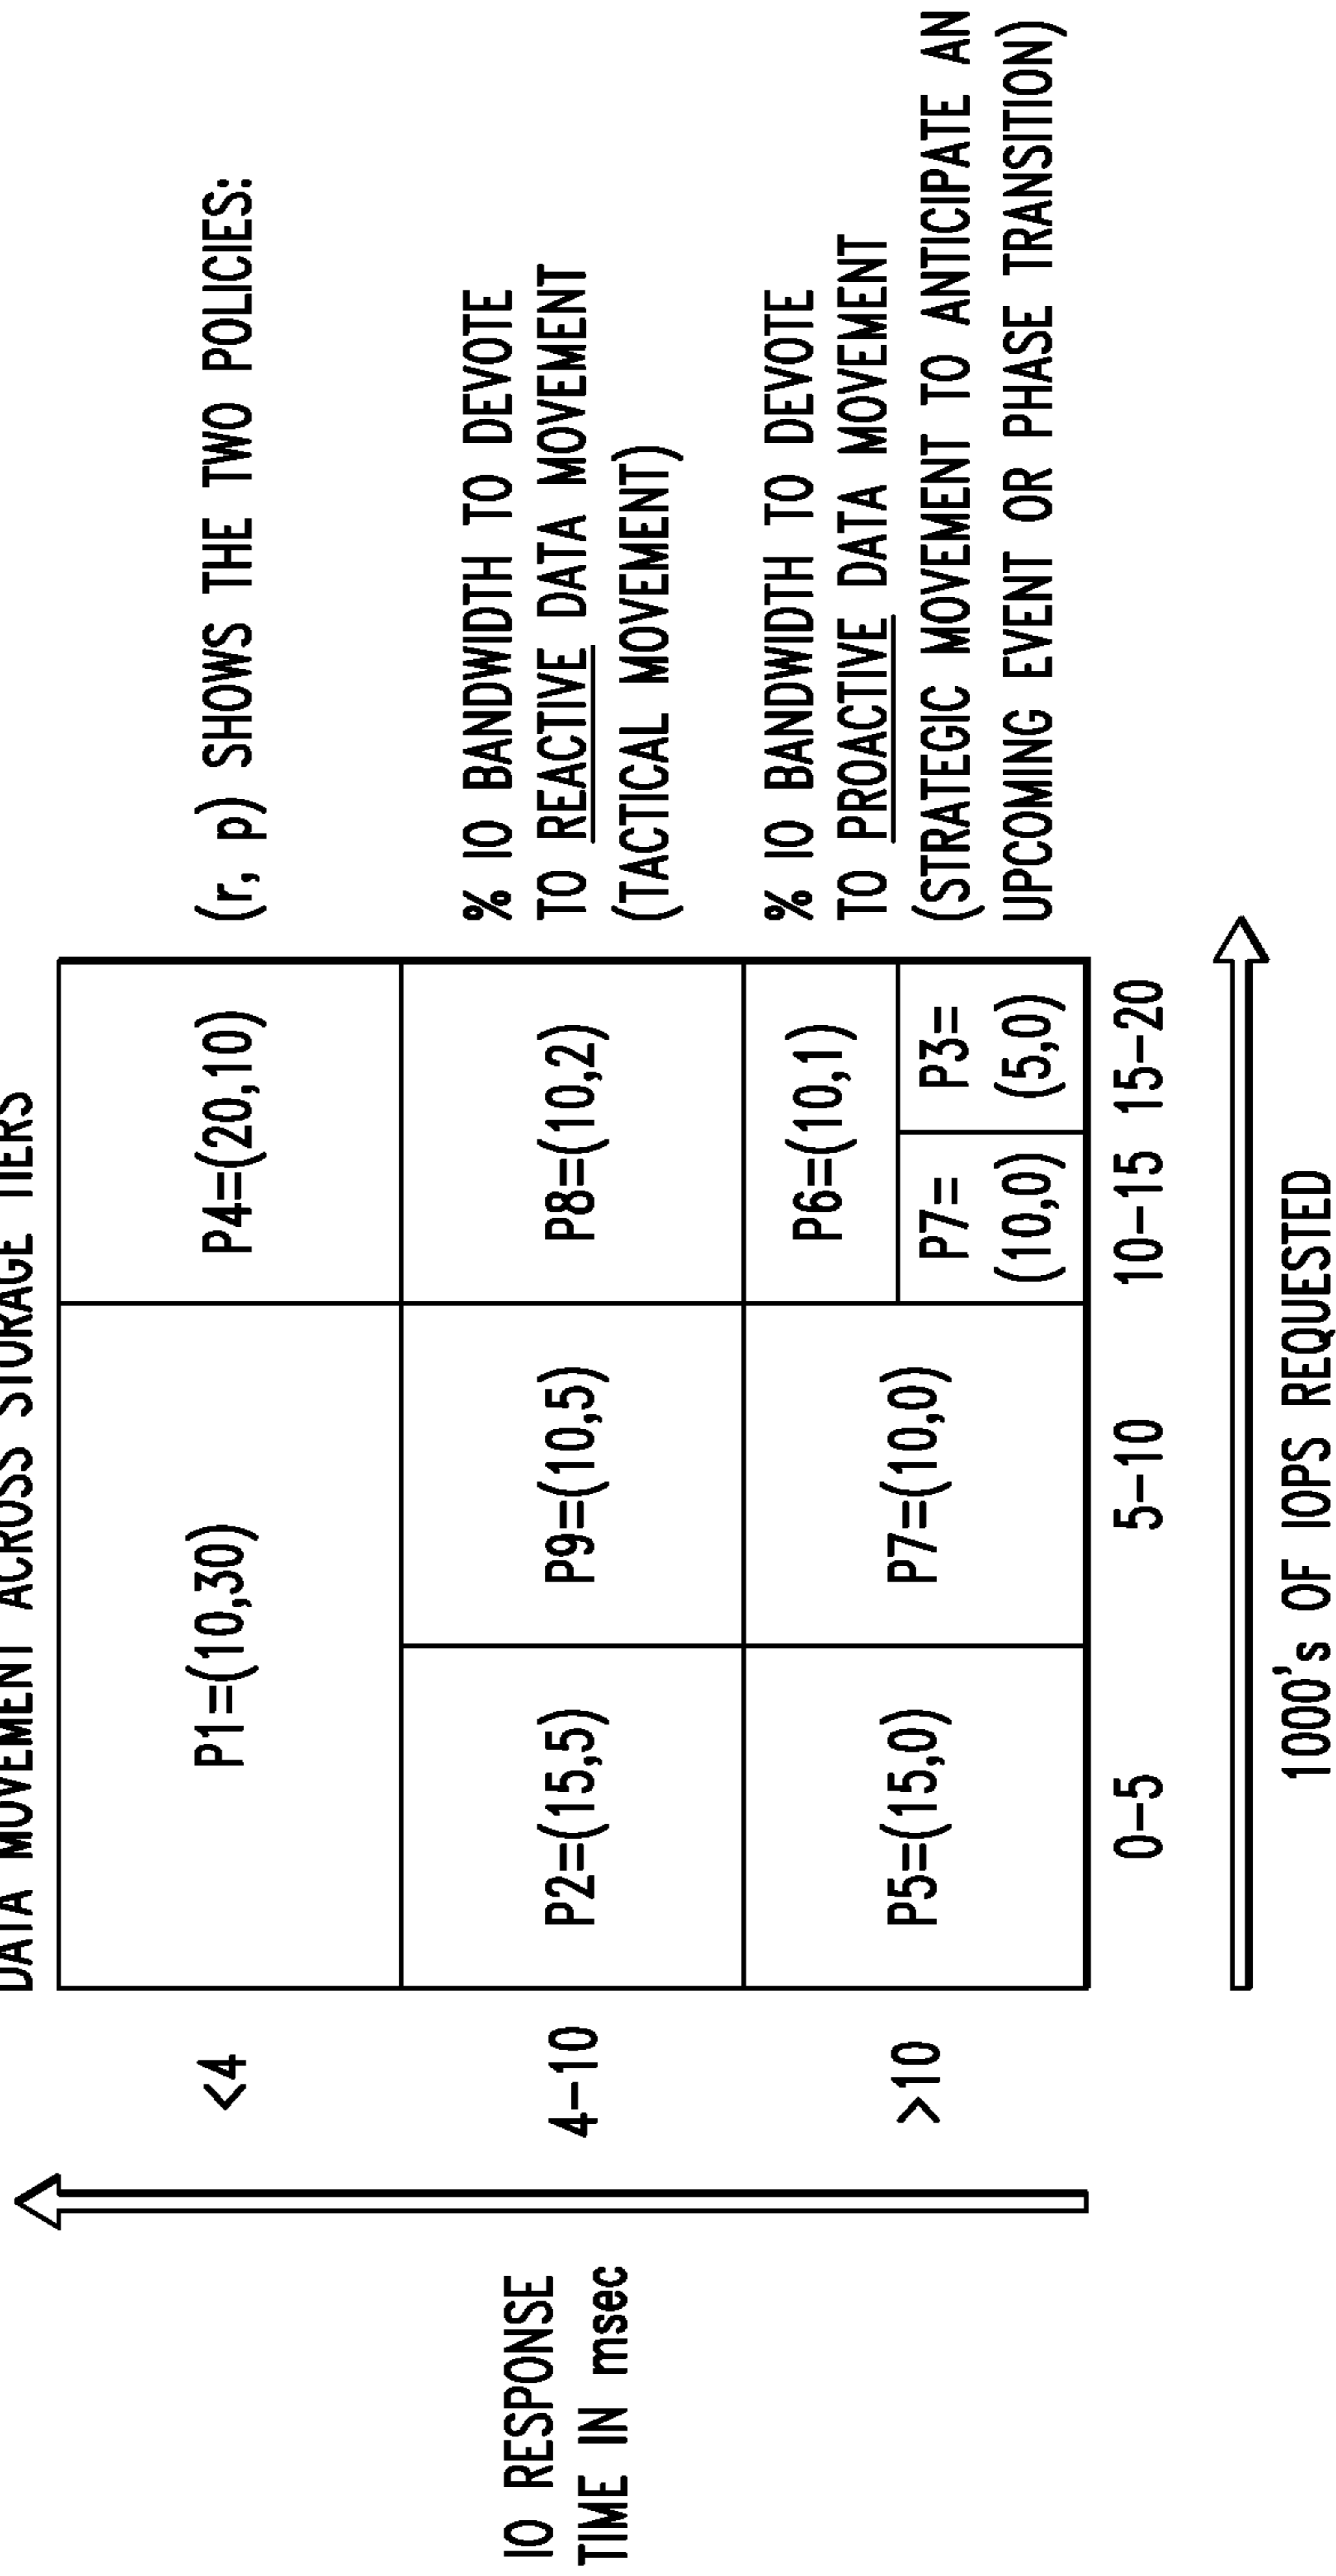 DATA MOVEMENT ACROSS STORAGE TIERS
IO RESPONSE
TIME IN msec
<4
4-10
>10
P1=(10,30)
P4=(20,10)
P2=(15,5)
P9=(10,5)
P8=(10,2)
P5=(15,0)
P7=(10,0)
P6=(10,1)
P7=
(10,0)
P3=
(5,0)
0-5
5-10
10-15
15-20
1000's OF IOPS REQUESTED
(r, p) SHOWS THE TWO POLICIES:
% IO BANDWIDTH TO DEVOTE
TO REACTIVE DATA MOVEMENT
(TACTICAL MOVEMENT)
% IO BANDWIDTH TO DEVOTE
TO PROACTIVE DATA MOVEMENT
(STRATEGIC MOVEMENT TO ANTICIPATE AN
UPCOMING EVENT OR PHASE TRANSITION)